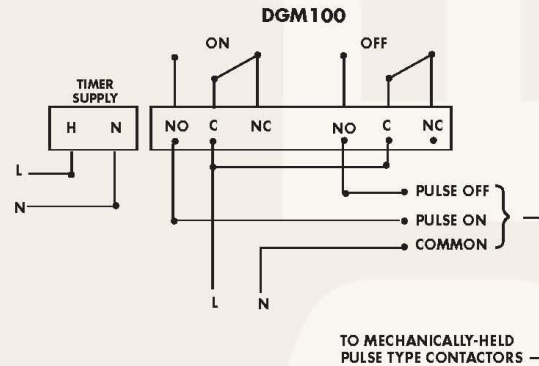 DGM100
ON OFF
TIMER
SUPPLY
H N NO C NC NO C NC
L
N
PULSE OFF
PULSE ON
COMMON
L N
TO MECHANICALLY-HELD
PULSE TYPE CONTACTORS